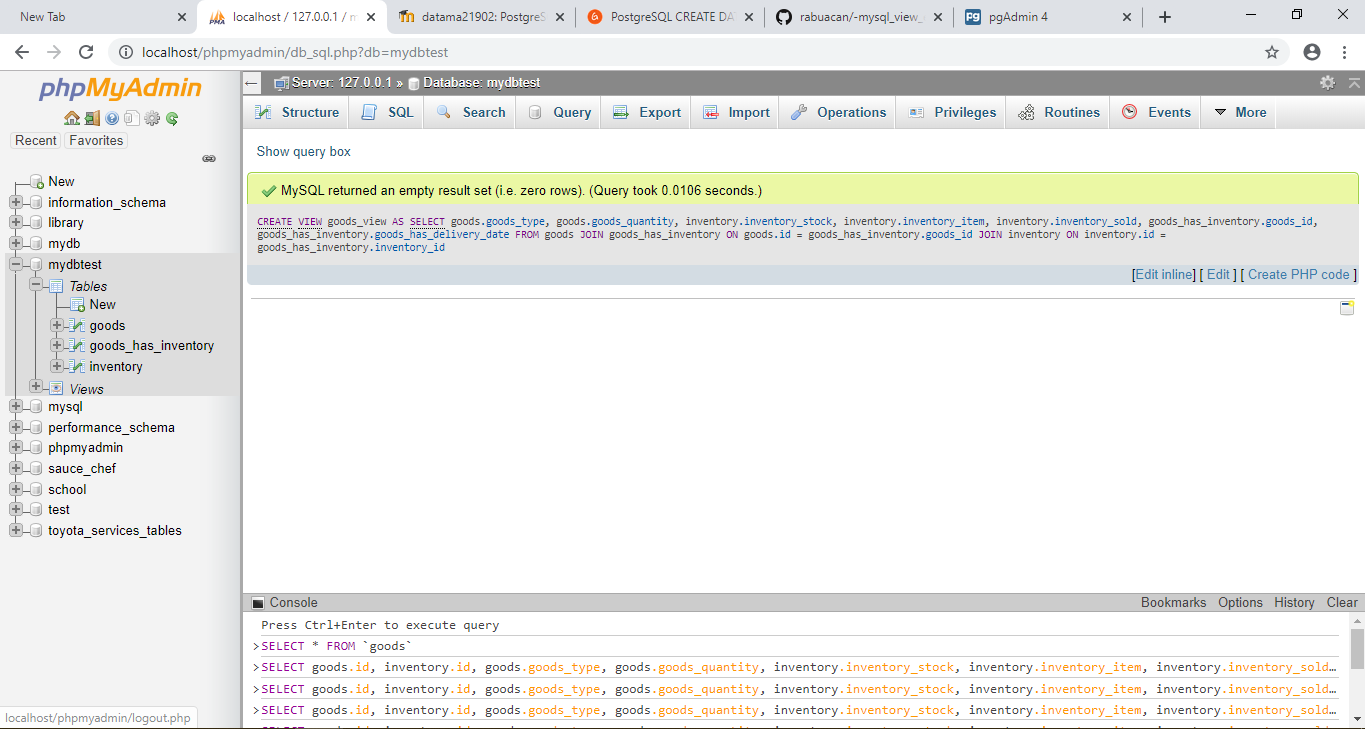 New Tab
localhost / 127.0.0.1 / m
datama21902: PostgreS
PostgreSQL CREATE DA
rabuacan/-mysql_view_
pgAdmin 4
localhost/phpmyadmin/db_sql.php?db=mydbtest
phpMyAdmin
Recent Favorites
New
information_schema
library
mydb
mydbtest
Tables
New
goods
goods_has_inventory
inventory
Views
mysql
performance_schema
phpmyadmin
sauce_chef
school
test
toyota_services_tables
localhost/phpmyadmin/logout.php
Server: 127.0.0.1 » Database: mydbtest
Structure SQL Search Query Export Import Operations Privileges Routines Events More
Show query box
MySQL returned an empty result set (i.e. zero rows). (Query took 0.0106 seconds.)
CREATE VIEW goods_view AS SELECT goods.goods_type, goods.goods_quantity, inventory.inventory_stock, inventory.inventory_item, inventory.inventory_sold, goods_has_inventory.goods_id,
goods_has_inventory.goods_has_delivery_date FROM goods JOIN goods_has_inventory ON goods.id = goods_has_inventory.goods_id JOIN inventory ON inventory.id =
goods_has_inventory.inventory_id
[Edit inline] [ Edit ] [ Create PHP code ]
Console Bookmarks Options History Clear
Press Ctrl+Enter to execute query
>SELECT * FROM `goods`
>SELECT goods.id, inventory.id, goods.goods_type, goods.goods_quantity, inventory.inventory_stock, inventory.inventory_item, inventory.inventory_sold…
>SELECT goods.id, inventory.id, goods.goods_type, goods.goods_quantity, inventory.inventory_stock, inventory.inventory_item, inventory.inventory_sold…
>SELECT goods.id, inventory.id, goods.goods_type, goods.goods_quantity, inventory.inventory_stock, inventory.inventory_item, inventory.inventory_sold…